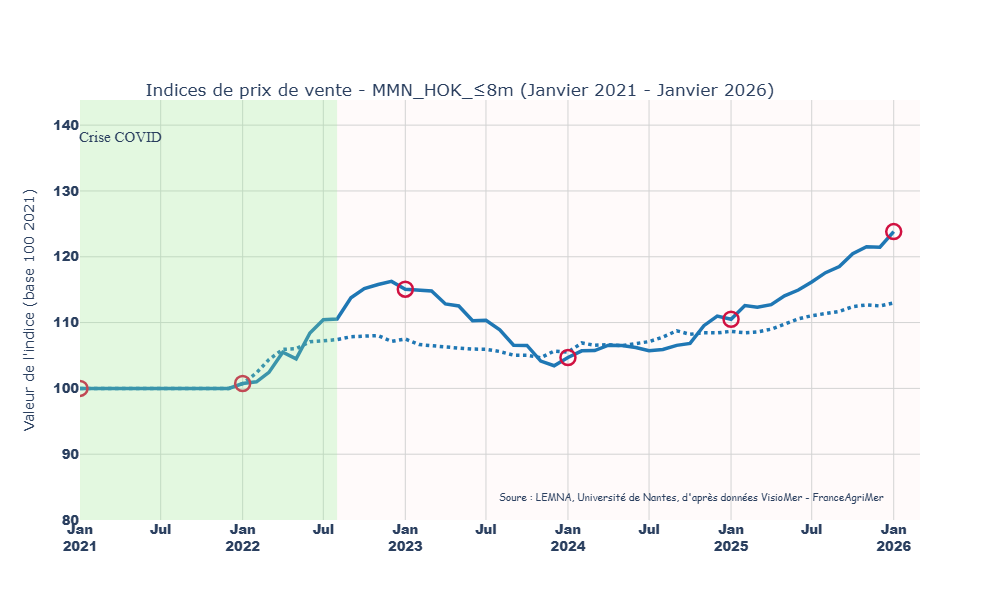 Indices de prix de vente - MMN_HOK_≤8m (Janvier 2021 - Janvier 2026)
Valeur de l'indice (base 100 2021)
140
Crise COVID
130
120
110
100
90
80
Soure : LEMNA, Université de Nantes, d'après données VisioMer - FranceAgriMer
Jan Jul Jan Jul Jan Jul Jan Jul Jan Jul Jan
2021 2022 2023 2024 2025 2026